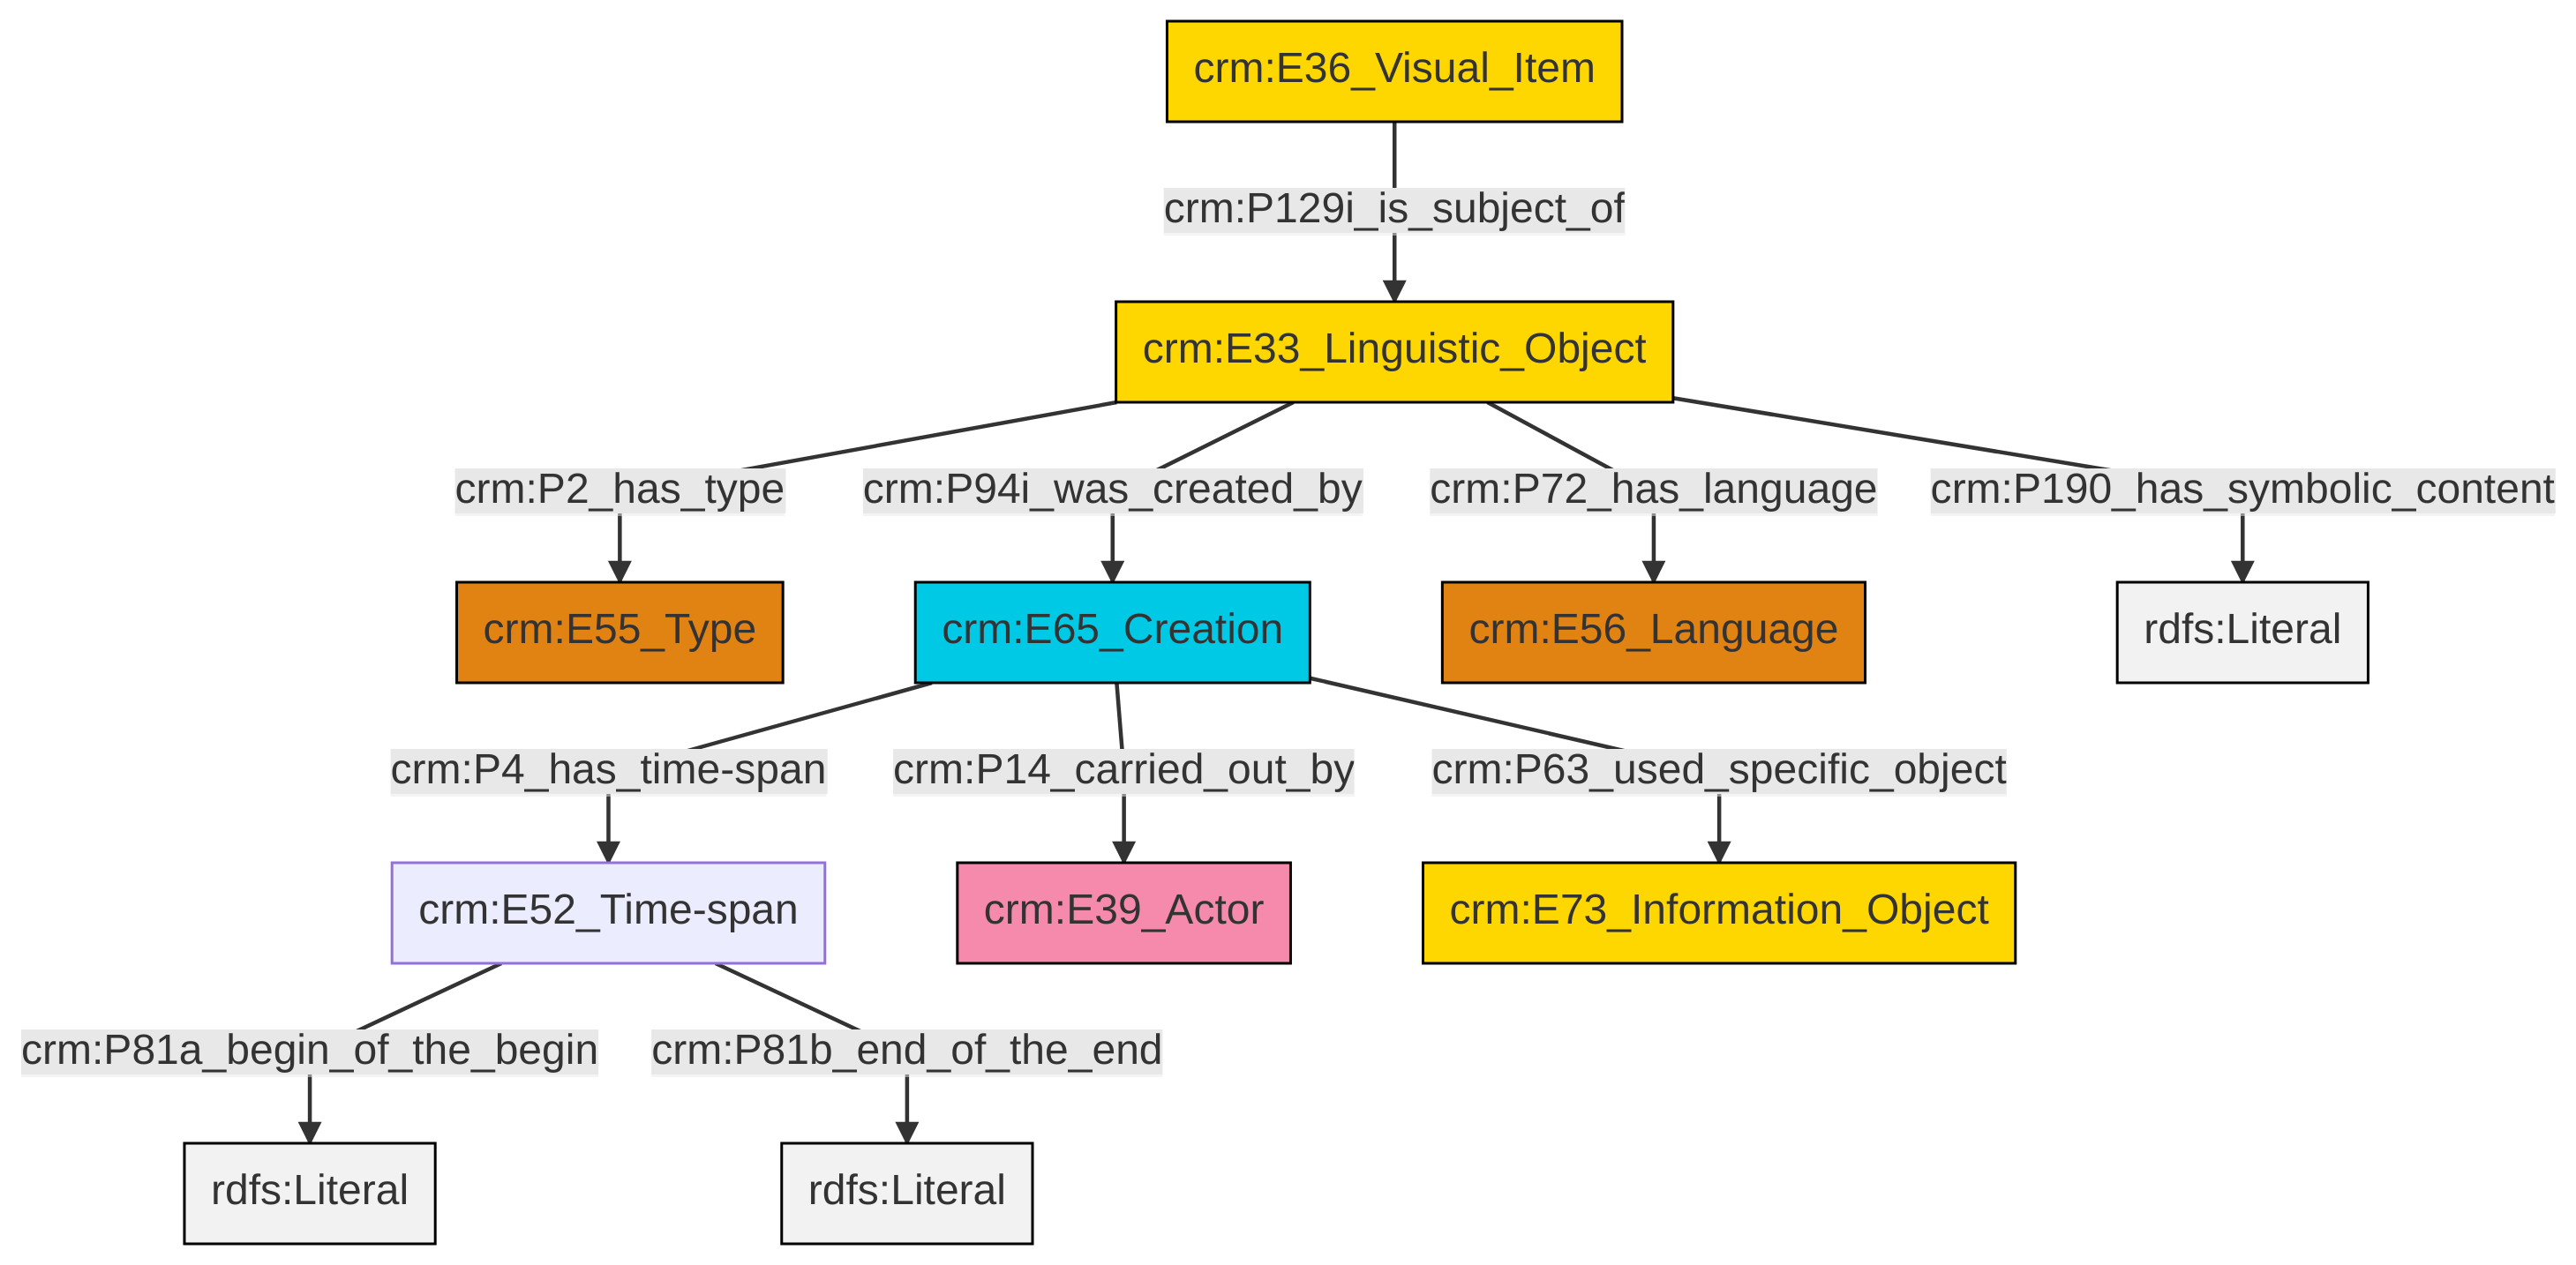 crm:E36_Visual_Item
crm:P129i_is_subject_of
crm:E33_Linguistic_Object
crm:P2_has_type
crm:P94i_was_created_by
crm:P72_has_language
crm:P190_has_symbolic_content
crm:E55_Type
crm:E65_Creation
crm:E56_Language
rdfs:Literal
crm:P4_has_time-span
crm:P14_carried_out_by
crm:P63_used_specific_object
crm:E52_Time-span
crm:E39_Actor
crm:E73_Information_Object
crm:P81a_begin_of_the_begin
crm:P81b_end_of_the_end
rdfs:Literal
rdfs:Literal